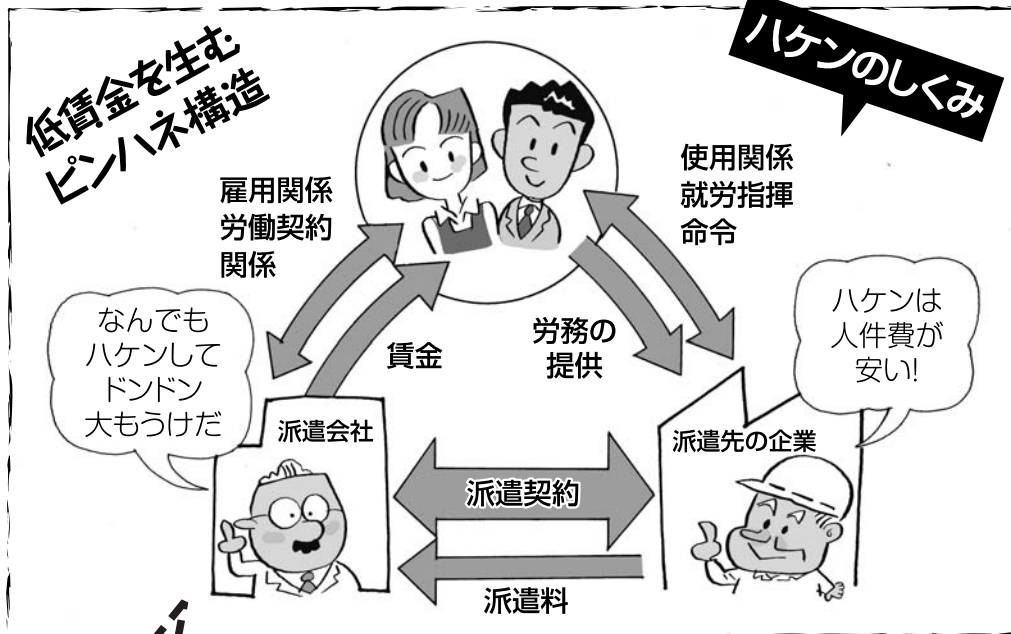 低賃金を生む
ピンハネ構造
ハケンのしくみ
雇用関係
労働契約
関係
使用関係
就労指揮
命令
なんでも
ハケンして
ドンドン
大もうけだ
賃金
労務の
提供
ハケンは
人件費が
安い!
派遣会社
派遣先の企業
派遣契約
派遣料